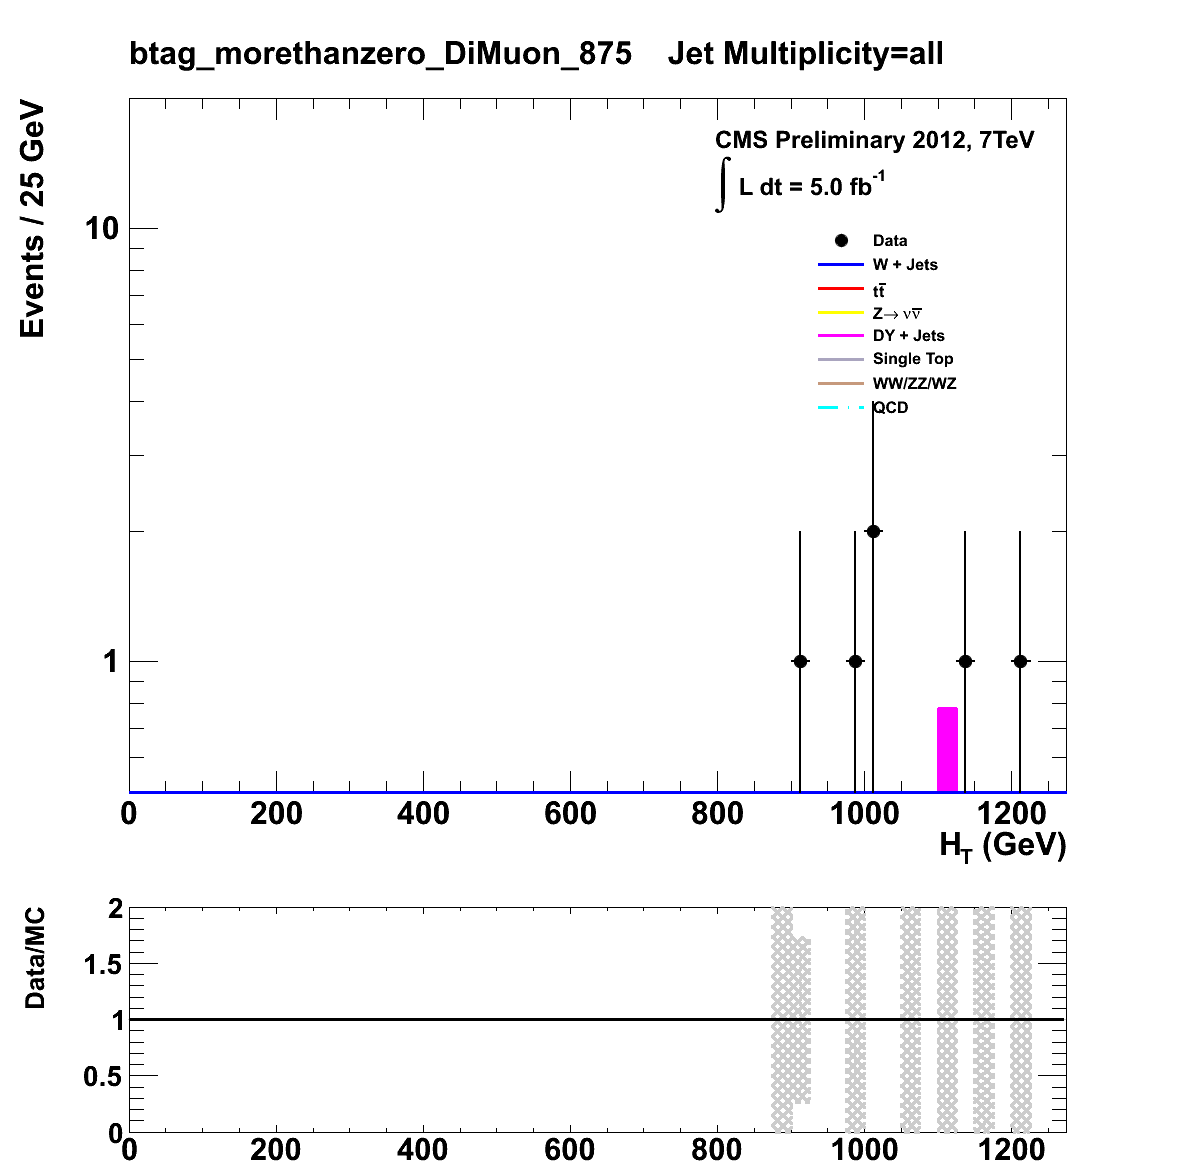 btag_morethanzero_DiMuon_875 Jet Multiplicity=all
Events / 25 GeV
CMS Preliminary 2012, 7TeV
∫ L dt = 5.0 fb⁻¹
Data
W + Jets
tt̅
Z→ νν̅
DY + Jets
Single Top
WW/ZZ/WZ
QCD
10
1
0 200 400 600 800 1000 1200
H_T (GeV)
Data/MC
2
1.5
1
0.5
0
0 200 400 600 800 1000 1200